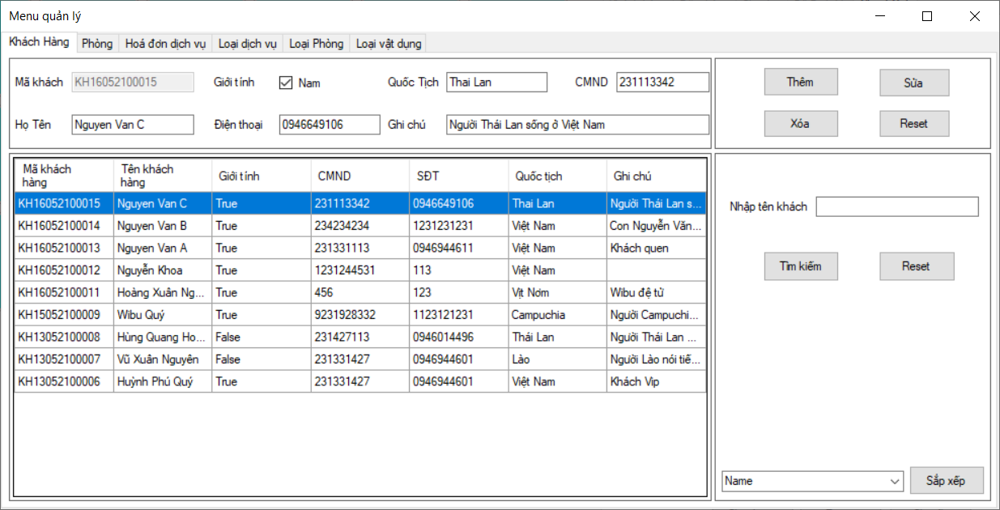 Menu quản lý
Khách Hàng Phòng Hoá đơn dịch vụ Loại dịch vụ Loại Phòng Loại vật dụng
Mã khách KH16052100015 Giới tính Nam Quốc Tịch Thai Lan CMND 231113342
Họ Tên Nguyen Van C Điện thoại 0946649106 Ghi chú Người Thái Lan sống ở Việt Nam
Thêm Sửa
Xóa Reset
Mã khách hàng Tên khách hàng Giới tính CMND SĐT Quốc tịch Ghi chú
KH16052100015 Nguyen Van C True 231113342 0946649106 Thai Lan Người Thái Lan s...
KH16052100014 Nguyen Van B True 234234234 1231231231 Việt Nam Con Nguyễn Văn...
KH16052100013 Nguyen Van A True 231331113 0946944611 Việt Nam Khách quen
KH16052100012 Nguyễn Khoa True 1231244531 113 Việt Nam
KH16052100011 Hoàng Xuân Ng... True 456 123 Vịt Nơm Wibu đệ tử
KH15052100009 Wibu Quý True 9231928332 1123121231 Campuchia Người Campuchi...
KH13052100008 Hùng Quang Ho... False 231427113 0946014496 Thái Lan Người Thái Lan ...
KH13052100007 Vũ Xuân Nguyên False 231331427 0946944601 Lào Người Lào nói tiế...
KH13052100006 Huỳnh Phú Quý True 231331427 0946944601 Việt Nam Khách Vip
Nhập tên khách
Tìm kiếm Reset
Name Sắp xếp